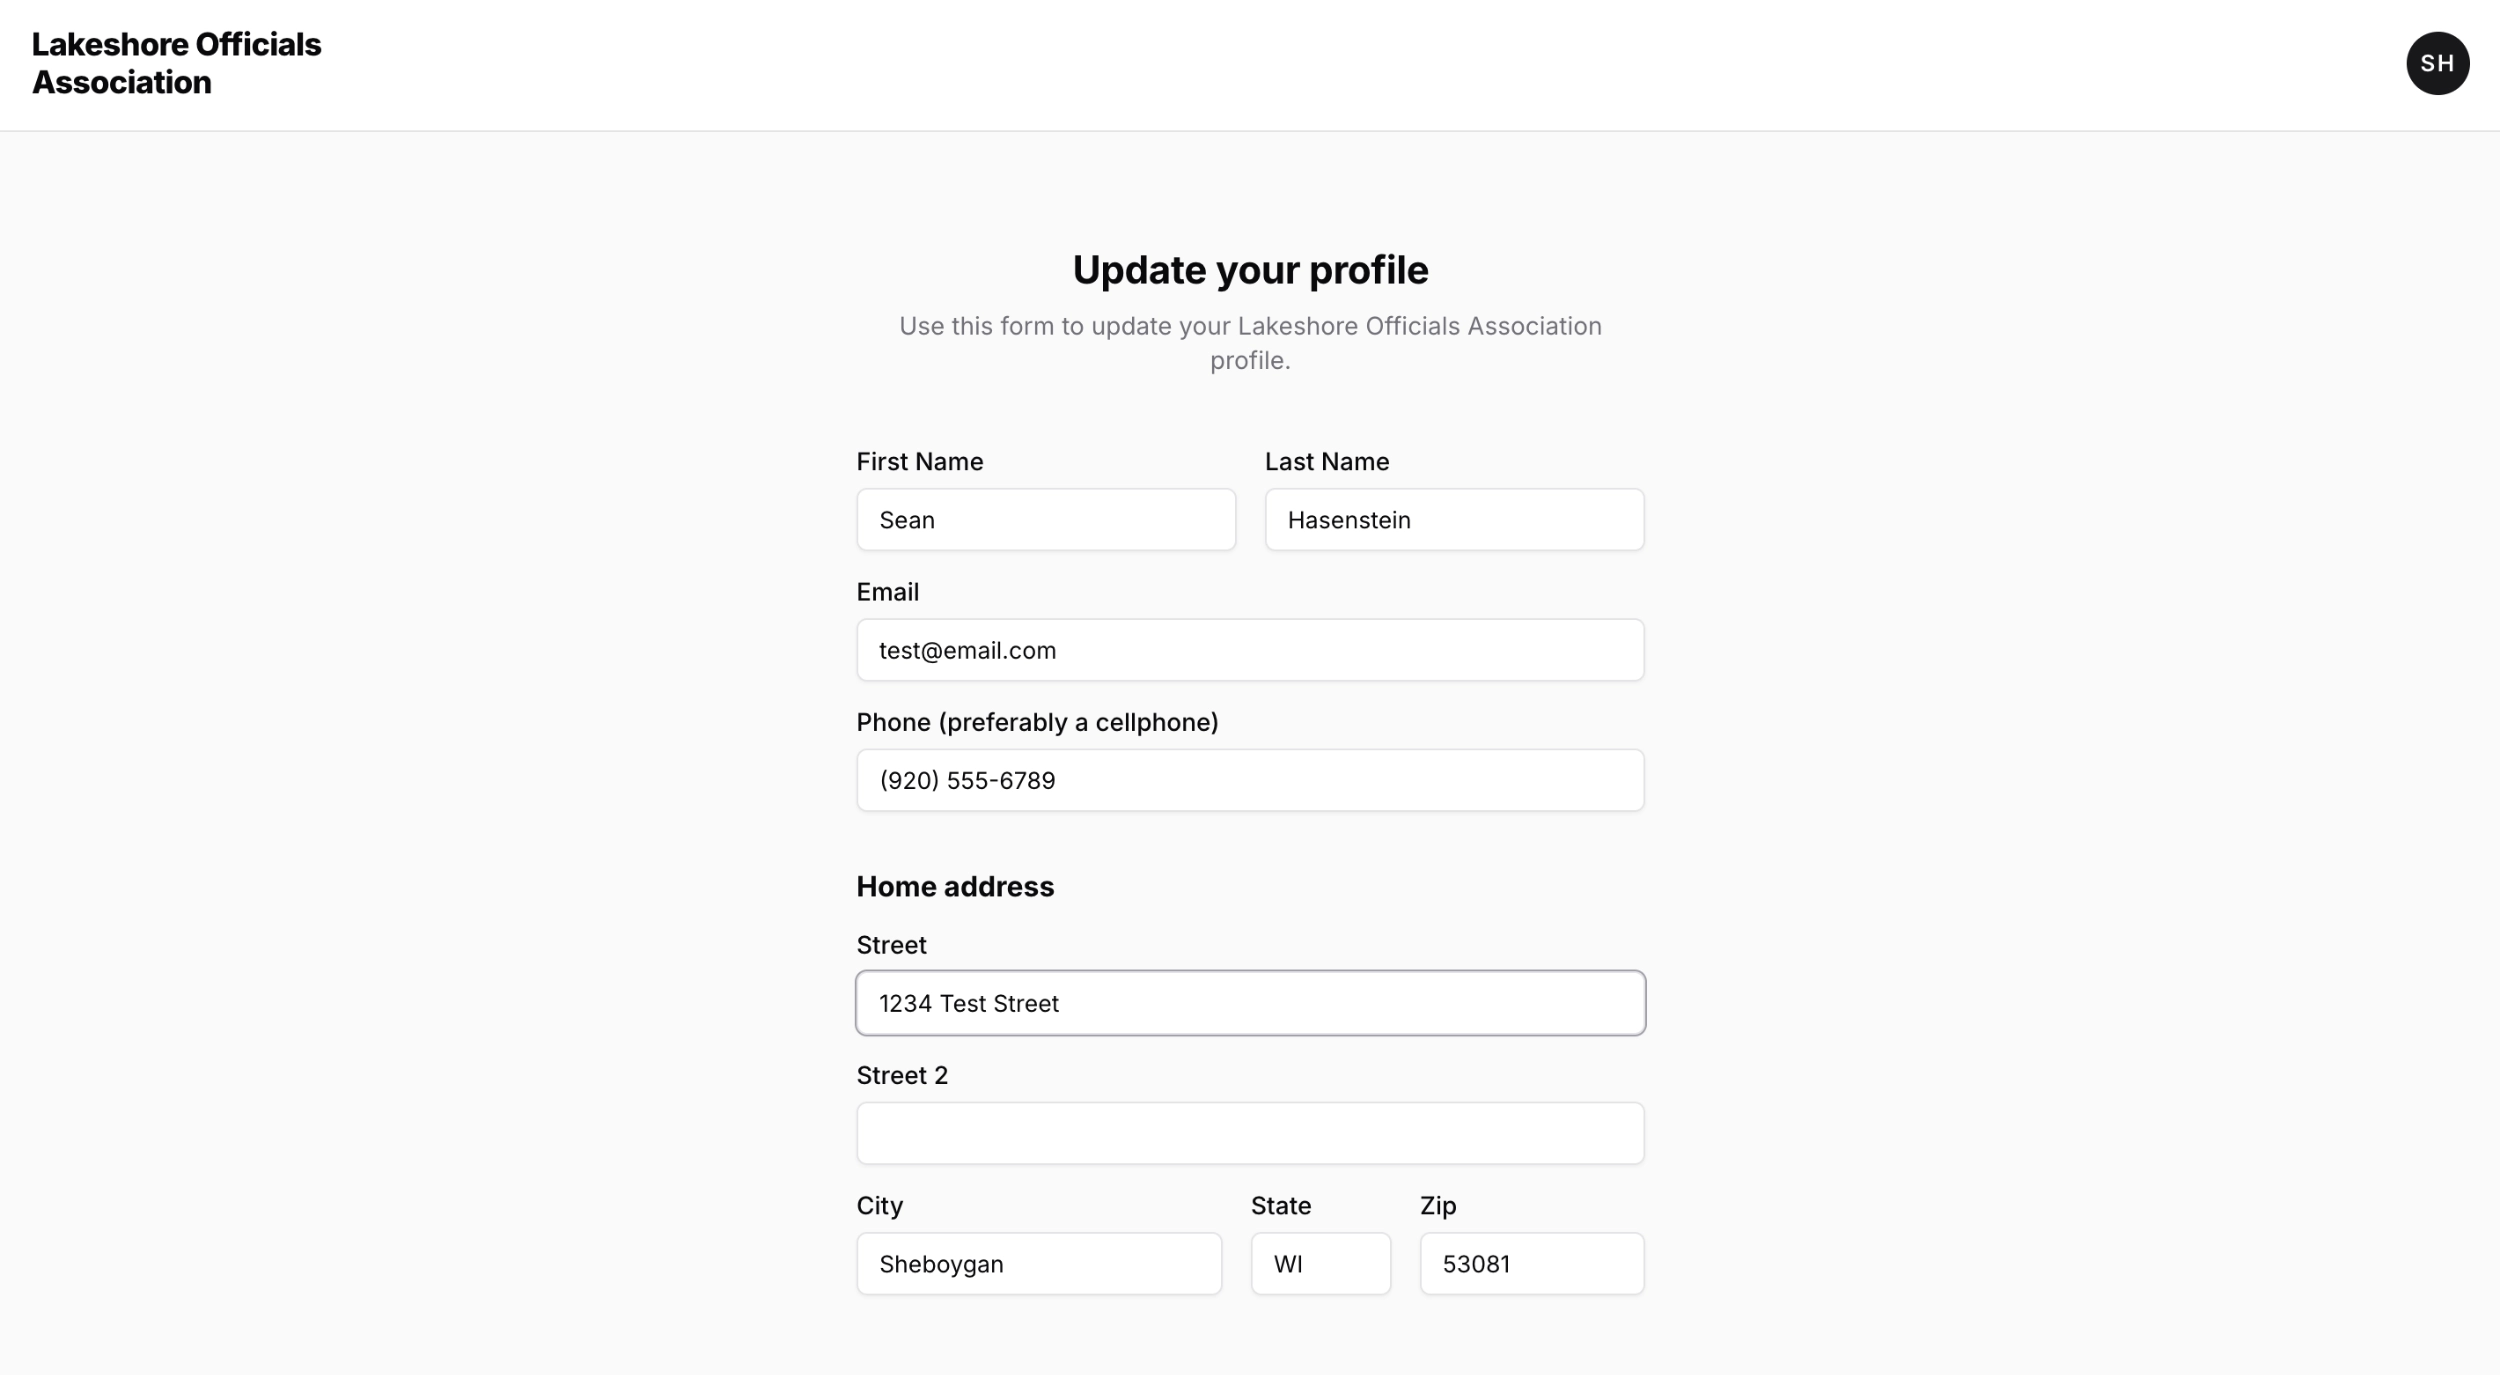 Lakeshore Officials
Association
SH
Update your profile
Use this form to update your Lakeshore Officials Association
profile.
First Name Last Name
Sean Hasenstein
Email
test@email.com
Phone (preferably a cellphone)
(920) 555-6789
Home address
Street
1234 Test Street
Street 2
City State Zip
Sheboygan WI 53081